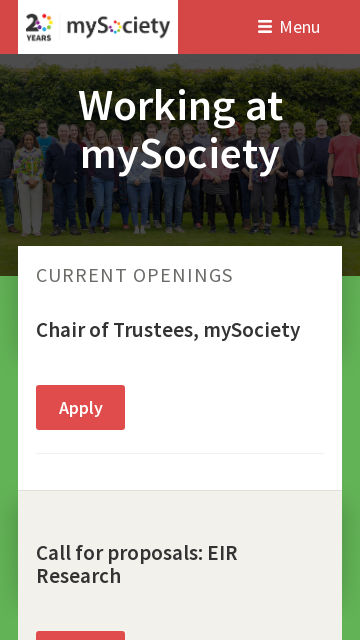 20 YEARS
mySociety
Menu
Working at
mySociety
CURRENT OPENINGS
Chair of Trustees, mySociety
Apply
Call for proposals: EIR
Research